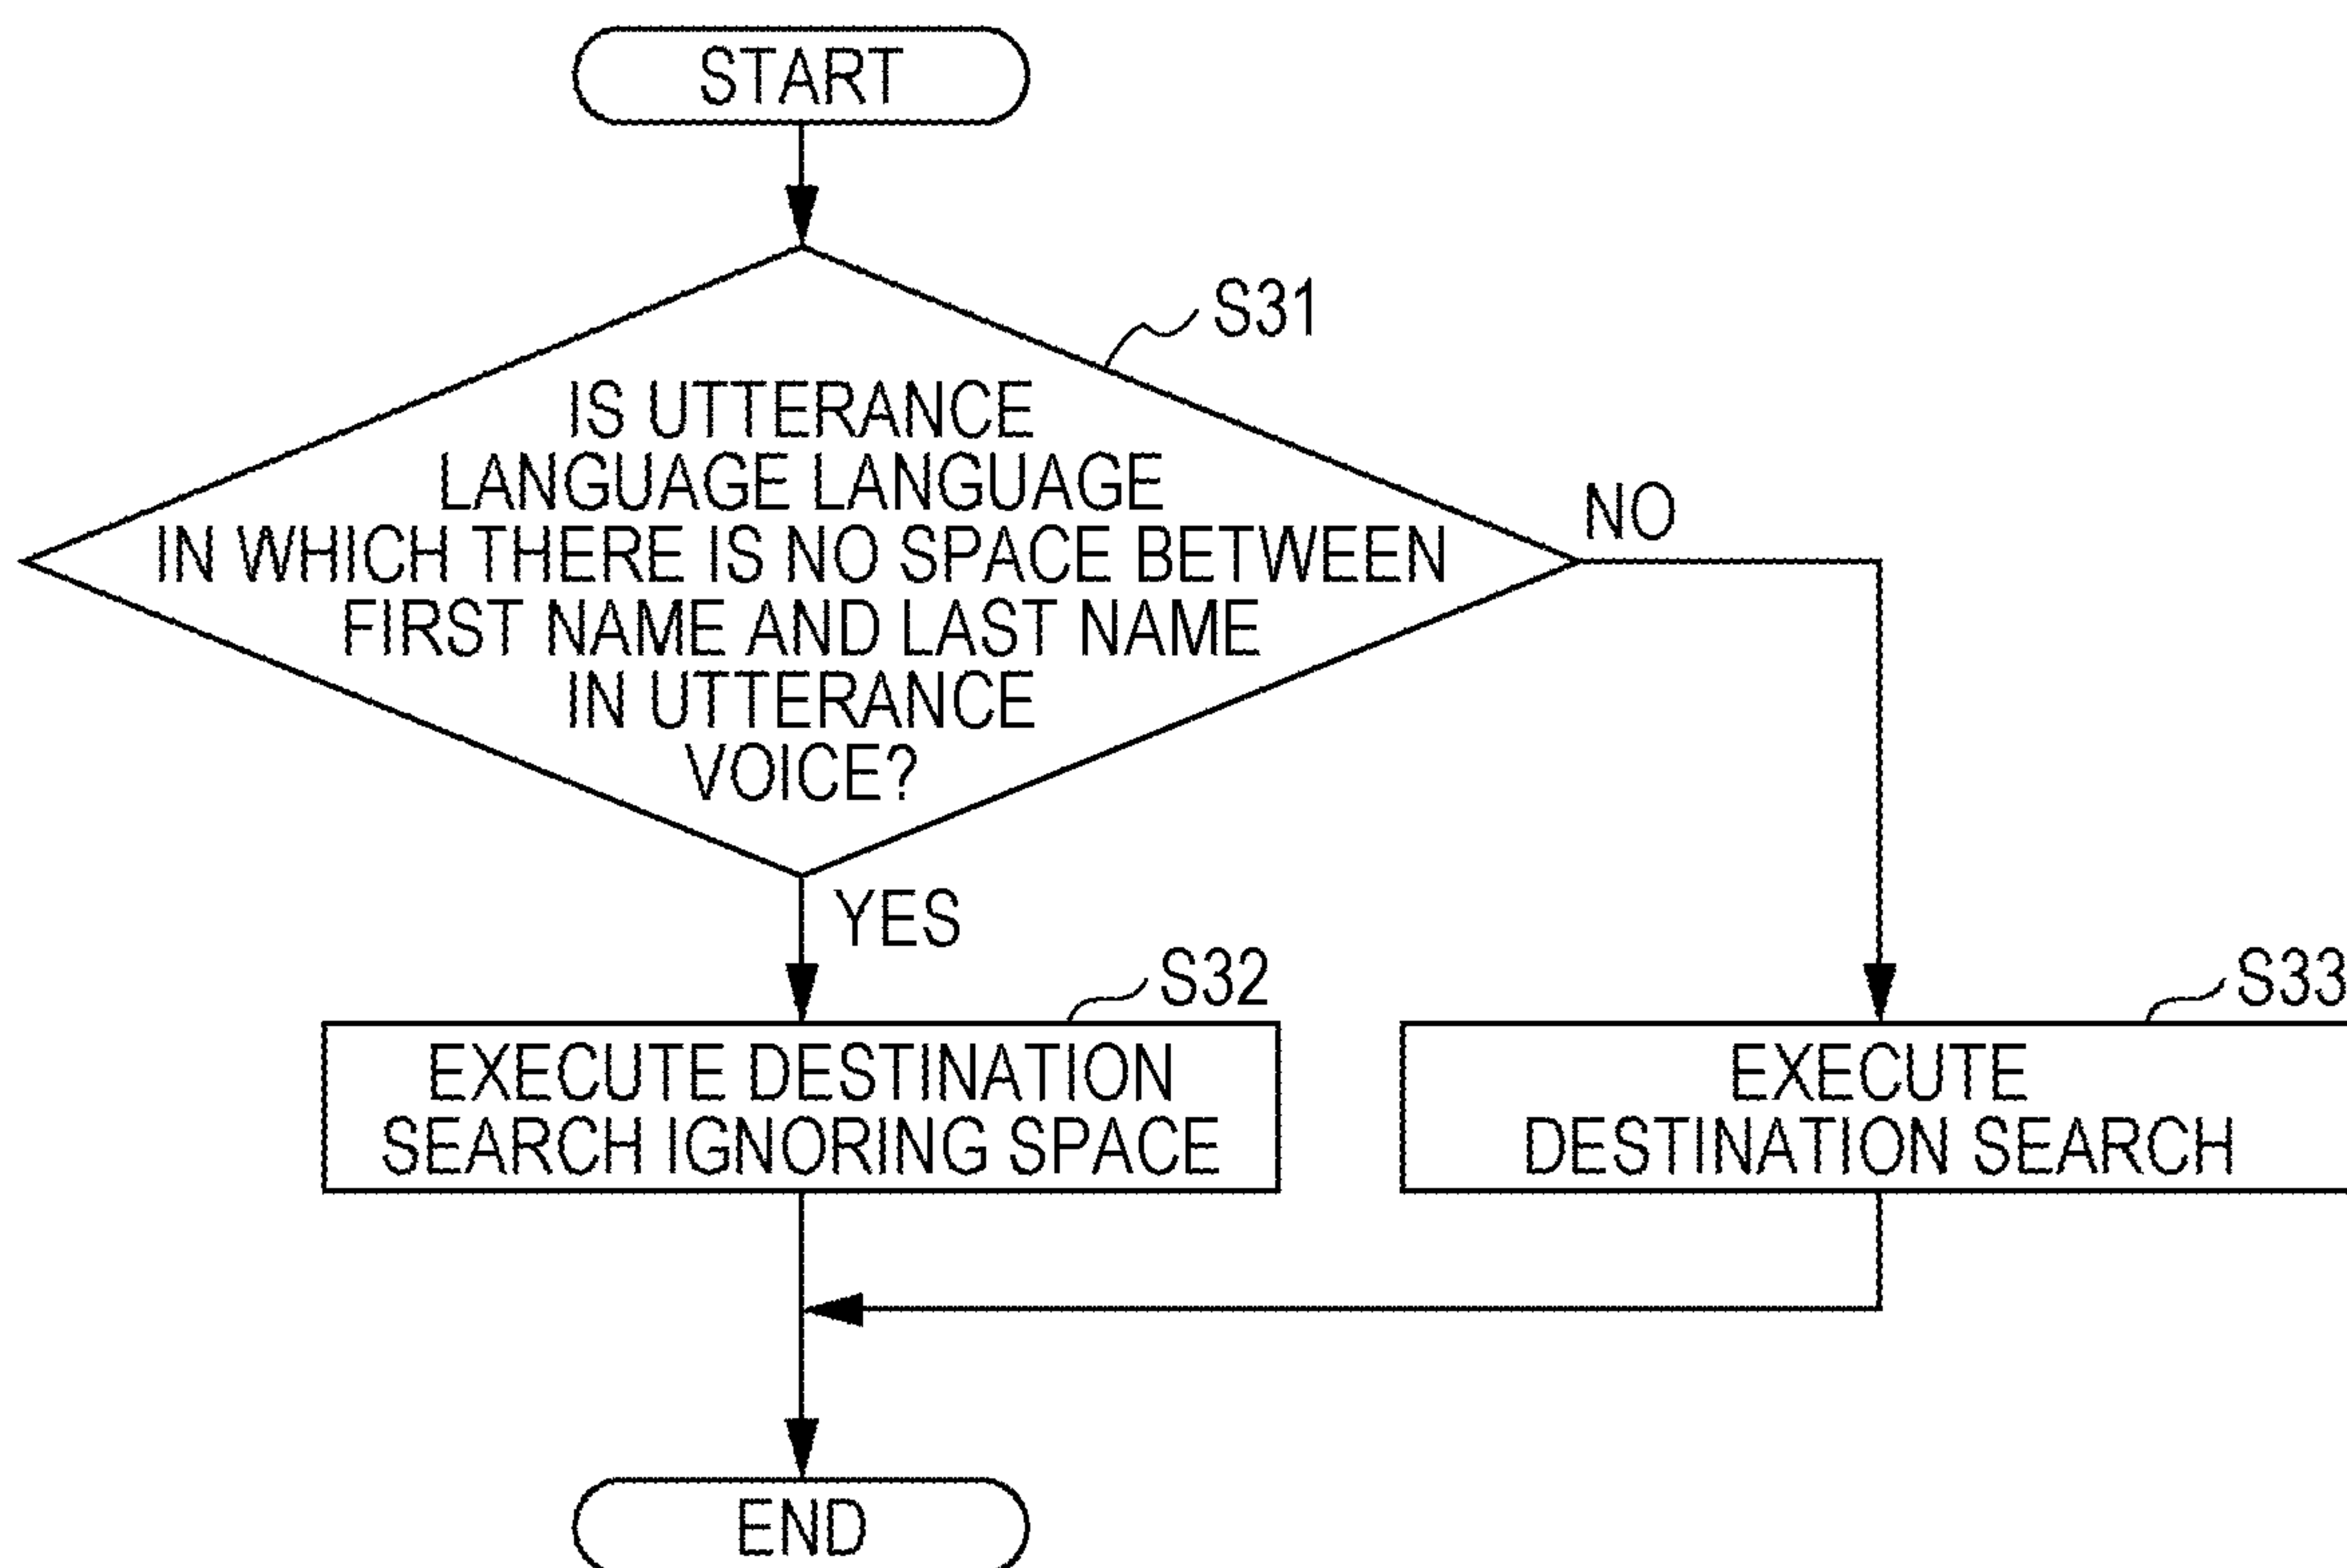 START
S31
IS UTTERANCE
LANGUAGE LANGUAGE
IN WHICH THERE IS NO SPACE BETWEEN
FIRST NAME AND LAST NAME
IN UTTERANCE
VOICE?
NO
YES
S32
EXECUTE DESTINATION
SEARCH IGNORING SPACE
S33
EXECUTE
DESTINATION SEARCH
END